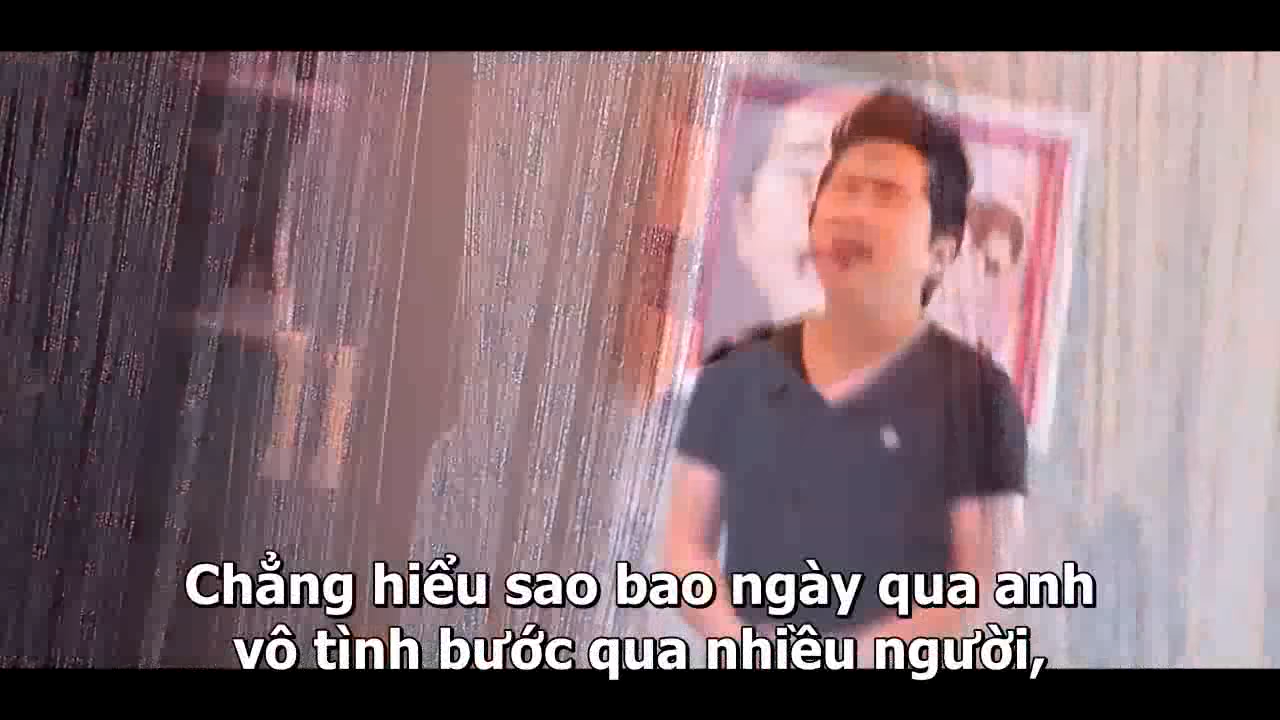 Chẳng hiểu sao bao ngày qua anh
vô tình bước qua nhiều người,